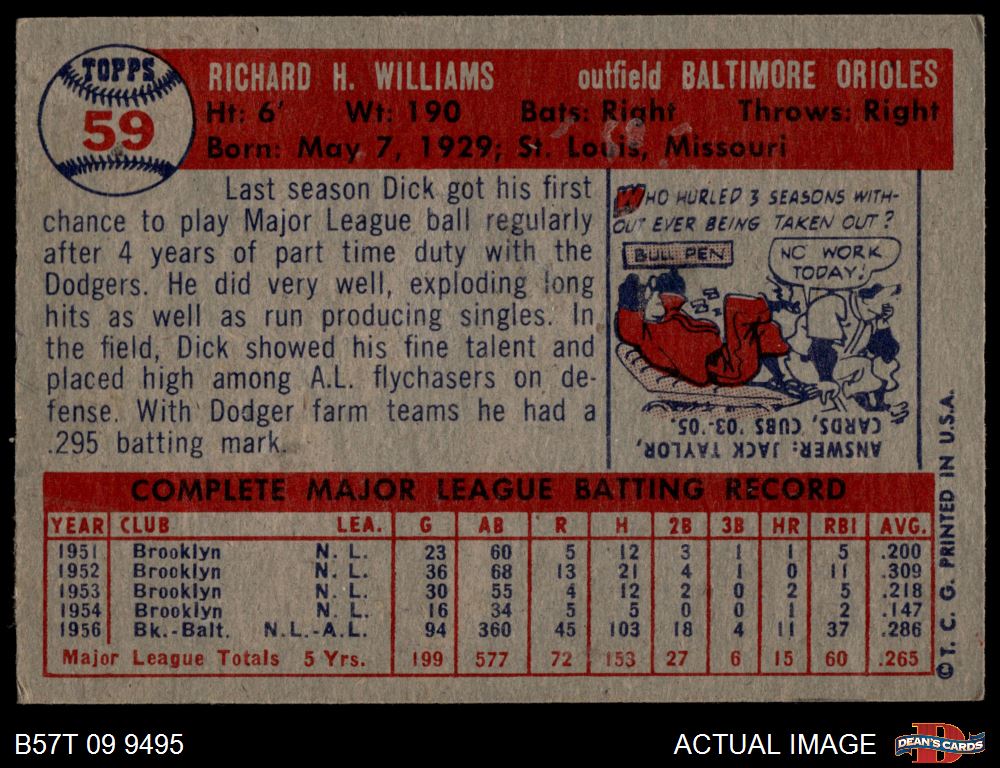 TOPPS
59
RICHARD H. WILLIAMS outfield BALTIMORE ORIOLES
Ht: 6' Wt: 190 Bats: Right Throws: Right
Born: May 7, 1929; St. Louis, Missouri
Last season Dick got his first
chance to play Major League ball regularly
after 4 years of part time duty with the
Dodgers. He did very well, exploding long
hits as well as run producing singles. In
the field, Dick showed his fine talent and
placed high among A.L. flychasers on de-
fense. With Dodger farm teams he had a
.295 batting mark.
WHO HURLED 3 SEASONS WITH-
OUT EVER BEING TAKEN OUT?
BULL PEN
NO WORK
TODAY!
ANSWER: JACK TAYLOR,
CARDS, CUBS '03-'05.
COMPLETE MAJOR LEAGUE BATTING RECORD
YEAR CLUB LEA. G AB R H 2B 3B HR RBI AVG.
1951 Brooklyn N. L. 23 60 5 12 3 1 1 5 .200
1952 Brooklyn N. L. 36 68 13 21 4 1 0 11 .309
1953 Brooklyn N. L. 30 55 4 12 2 0 2 5 .218
1954 Brooklyn N. L. 16 34 5 5 0 0 1 2 .147
1956 Bk.-Balt. N.L.-A.L. 94 360 45 103 18 4 11 37 .286
Major League Totals 5 Yrs. 199 577 72 153 27 6 15 60 .265
© T. C. G. PRINTED IN U.S.A.
B57T 09 9495
ACTUAL IMAGE
DEAN'S CARDS